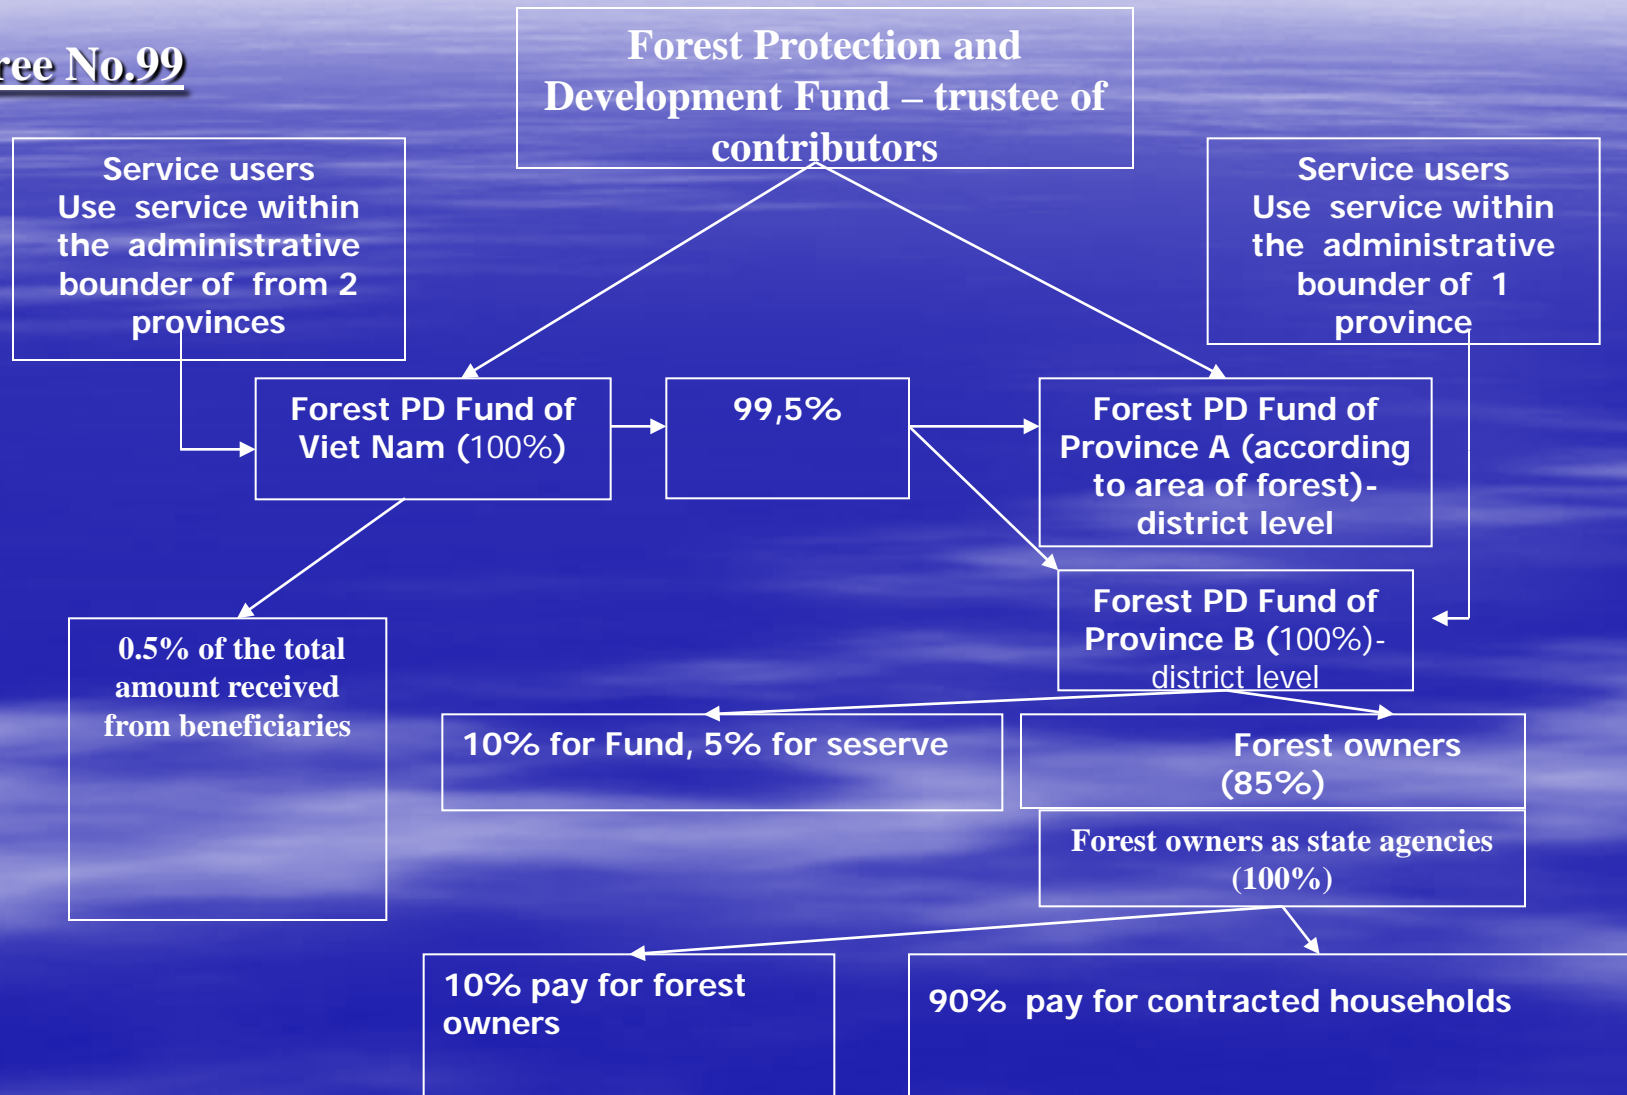 ree No.99
Forest Protection and
Development Fund – trustee of
contributors
Service users
Use service within
the administrative
bounder of from 2
provinces
Service users
Use service within
the administrative
bounder of 1
province
Forest PD Fund of
Viet Nam (100%)
99,5%
Forest PD Fund of
Province A (according
to area of forest)-
district level
Forest PD Fund of
Province B (100%)-
district level
0.5% of the total
amount received
from beneficiaries
10% for Fund, 5% for seserve
Forest owners
(85%)
Forest owners as state agencies
(100%)
10% pay for forest
owners
90% pay for contracted households